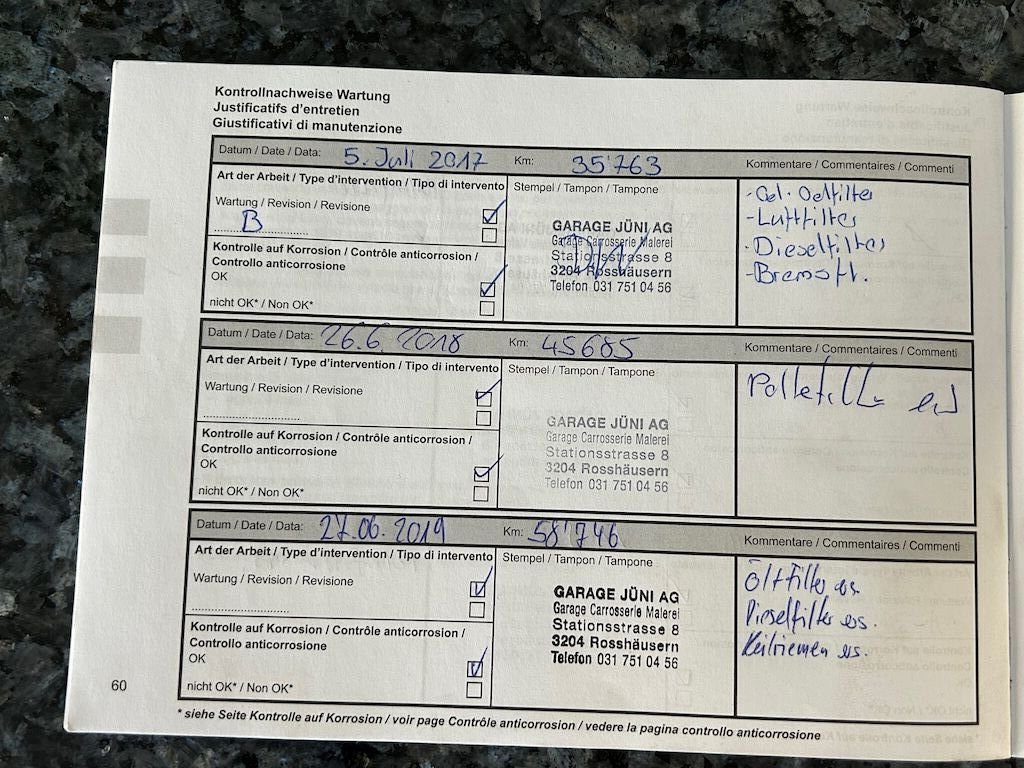 Kontrollnachweise Wartung
Justificatifs d'entretien
Giustificativi di manutenzione
Datum / Date / Data: 5. Juli 2017 Km: 35'763 Kommentare / Commentaires / Commenti
Art der Arbeit / Type d'intervention / Tipo di intervento
Wartung / Revision / Revisione
B
Kontrolle auf Korrosion / Contrôle anticorrosion /
Controllo anticorrosione
OK
nicht OK* / Non OK*
Stempel / Tampon / Tampone
GARAGE JÜNI AG
Garage Carrosserie Malerei
Stationsstrasse 8
3204 Rosshäusern
Telefon 031 751 04 56
-Oel. Oelfilter
-Luftfilter
-Dieselfilter
-Bremsfl.
Datum / Date / Data: 26.6.2018 Km: 45685 Kommentare / Commentaires / Commenti
Art der Arbeit / Type d'intervention / Tipo di intervento
Wartung / Revision / Revisione
Kontrolle auf Korrosion / Contrôle anticorrosion /
Controllo anticorrosione
OK
nicht OK* / Non OK*
Stempel / Tampon / Tampone
GARAGE JÜNI AG
Garage Carrosserie Malerei
Stationsstrasse 8
3204 Rosshäusern
Telefon 031 751 04 56
Datum / Date / Data: 27.06.2019 Km: 58'746 Kommentare / Commentaires / Commenti
Art der Arbeit / Type d'intervention / Tipo di intervento
Wartung / Revision / Revisione
Kontrolle auf Korrosion / Contrôle anticorrosion /
Controllo anticorrosione
OK
nicht OK* / Non OK*
Stempel / Tampon / Tampone
GARAGE JÜNI AG
Garage Carrosserie Malerei
Stationsstrasse 8
3204 Rosshäusern
Telefon 031 751 04 56
Öl+Filter ers.
Dieselfilter ers.
Keilriemen ers.
60
* siehe Seite Kontrolle auf Korrosion / voir page Contrôle anticorrosion / vedere la pagina controllo anticorrosione